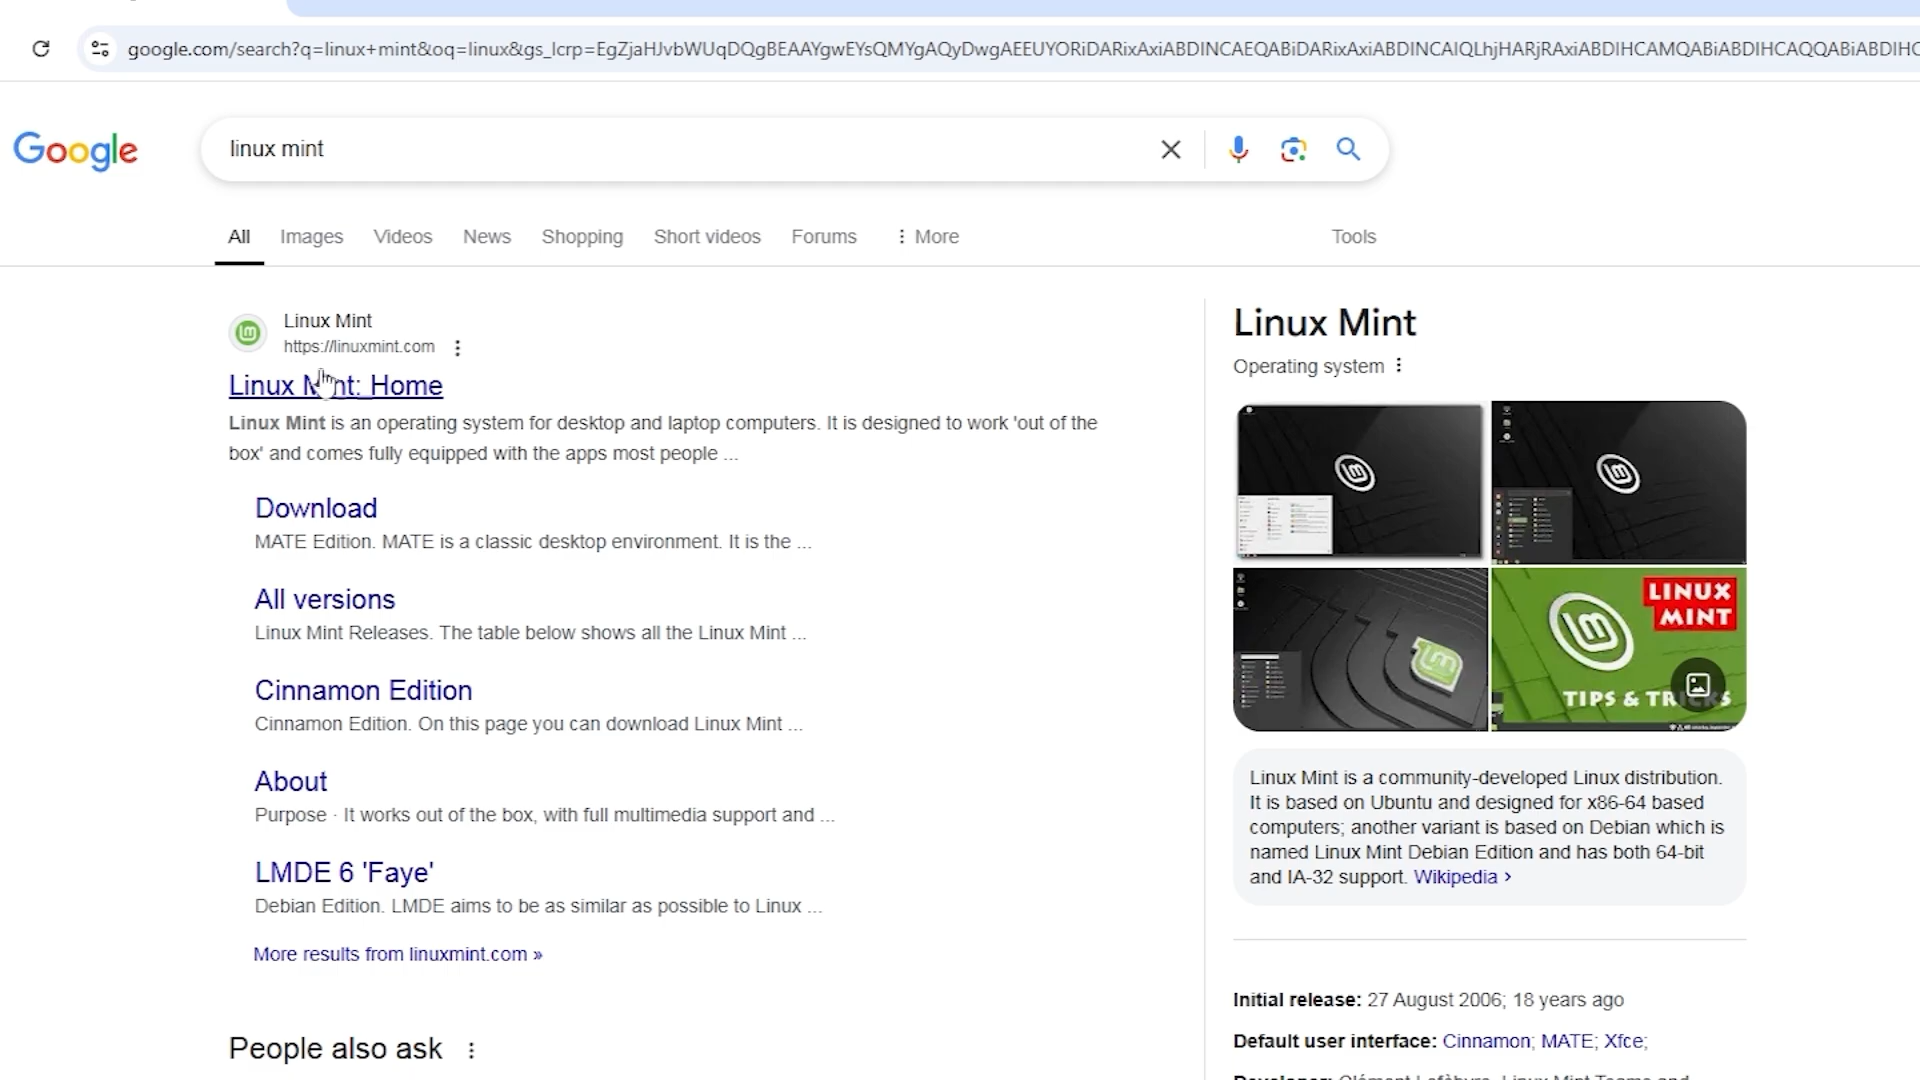 google.com/search?q=linux+mint&oq=linux&gs_lcrp=EgZjaHJvbWUqDQgBEAAYgwEYsQMYgAQyDwgAEEUYORiDARixAxiABDINCAEQABiDARixAxiABDINCAIQLhjHARjRAxiABDIHCAMQABiABDIHCAQQABiABDIHC
Google
linux mint
All Images Videos News Shopping Short videos Forums More Tools
Linux Mint
https://linuxmint.com
Linux Mint: Home
Linux Mint is an operating system for desktop and laptop computers. It is designed to work 'out of the
box' and comes fully equipped with the apps most people ...
Download
MATE Edition. MATE is a classic desktop environment. It is the ...
All versions
Linux Mint Releases. The table below shows all the Linux Mint ...
Cinnamon Edition
Cinnamon Edition. On this page you can download Linux Mint ...
About
Purpose · It works out of the box, with full multimedia support and ...
LMDE 6 'Faye'
Debian Edition. LMDE aims to be as similar as possible to Linux ...
More results from linuxmint.com »
People also ask
Linux Mint
Operating system
LINUX
MINT
TIPS & TRICKS
Linux Mint is a community-developed Linux distribution.
It is based on Ubuntu and designed for x86-64 based
computers; another variant is based on Debian which is
named Linux Mint Debian Edition and has both 64-bit
and IA-32 support. Wikipedia ›
Initial release: 27 August 2006; 18 years ago
Default user interface: Cinnamon; MATE; Xfce;
Developer: Clément Lefèbvre, Linux Mint Teams and